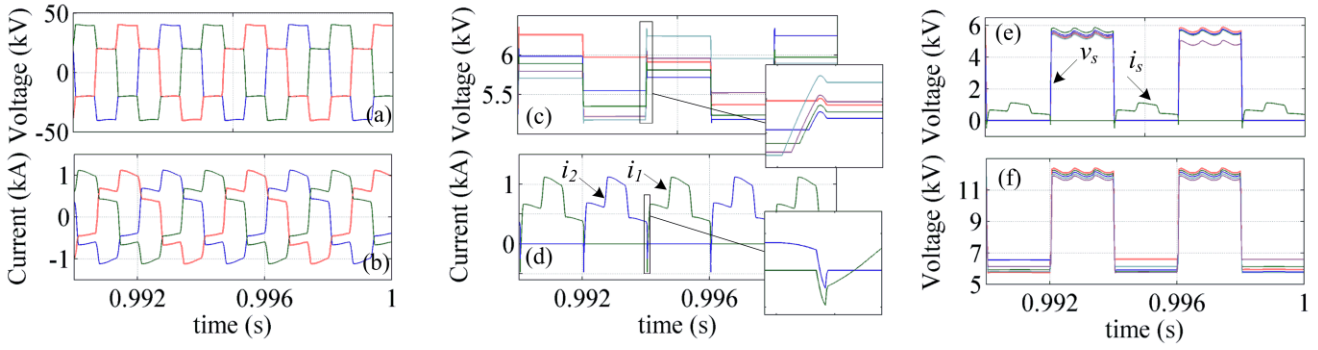 Voltage (kV)
50
0
-50
(a)
Current (kA)
1
0
-1
(b)
0.992
0.996
1
time (s)
Voltage (kV)
6
5.5
(c)
Current (kA)
1
0
i2
i1
(d)
0.992
0.996
time (s)
Voltage (kV)
6
4
2
0
(e)
vs
is
Voltage (kV)
11
9
7
5
(f)
0.992
0.996
1
time (s)